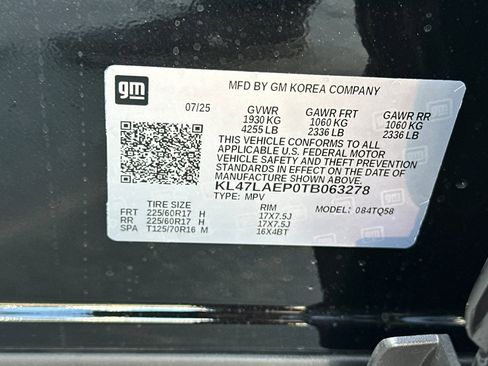 gm
MFD BY GM KOREA COMPANY
07/25 GVWR GAWR FRT GAWR RR
1930 KG 1060 KG 1060 KG
4255 LB 2336 LB 2336 LB
THIS VEHICLE CONFORMS TO ALL
APPLICABLE U.S. FEDERAL MOTOR
VEHICLE SAFETY AND THEFT PREVENTION
STANDARDS IN EFFECT ON THE DATE OF
MANUFACTURE SHOWN ABOVE.
KL47LAEP0TB063278
TYPE: MPV
TIRE SIZE RIM MODEL: 084TQ58
FRT 225/60R17 H 17X7.5J
RR 225/60R17 H 17X7.5J
SPA T125/70R16 M 16X4BT